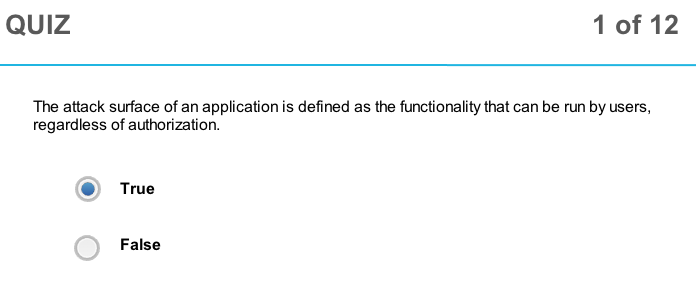 QUIZ
1 of 12
The attack surface of an application is defined as the functionality that can be run by users,
regardless of authorization.
True
False